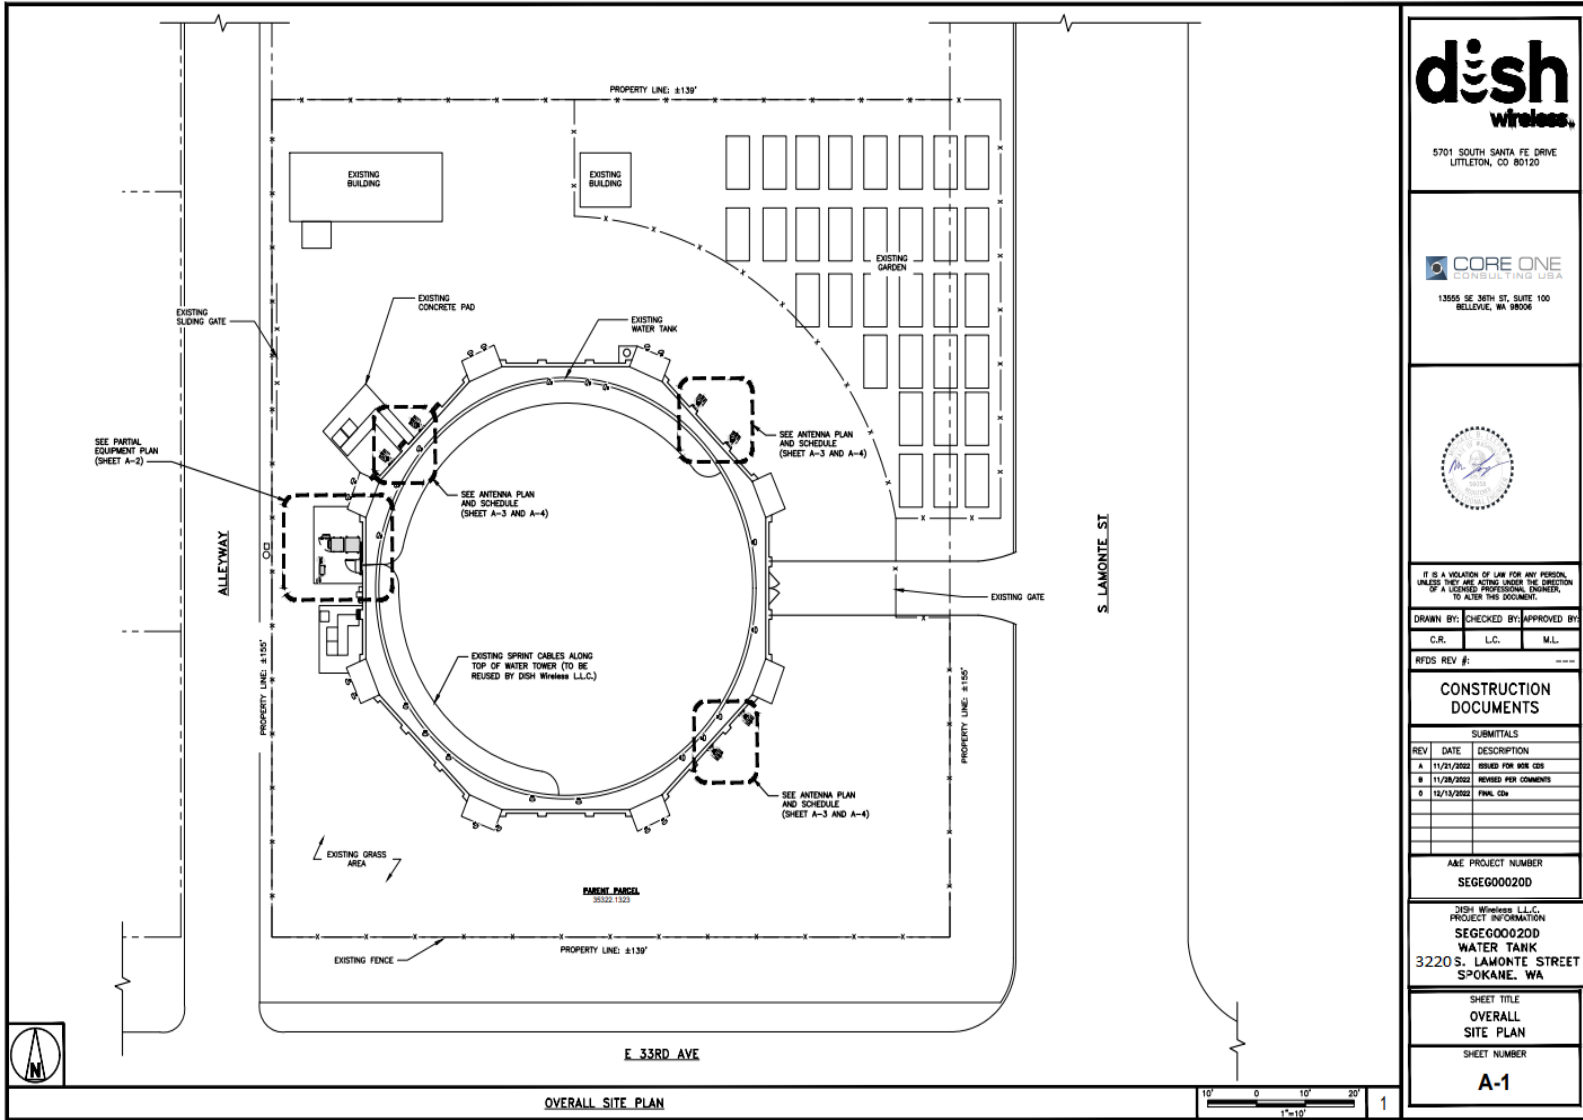 PROPERTY LINE: ±139'
EXISTING
BUILDING
EXISTING
BUILDING
EXISTING
GARDEN
EXISTING
CONCRETE PAD
EXISTING
SLIDING GATE
EXISTING
WATER TANK
SEE PARTIAL
EQUIPMENT PLAN
(SHEET A-2)
SEE ANTENNA PLAN
AND SCHEDULE
(SHEET A-3 AND A-4)
SEE ANTENNA PLAN
AND SCHEDULE
(SHEET A-3 AND A-4)
ALLEYWAY
S LAMONTE ST
EXISTING GATE
EXISTING SPRINT CABLES ALONG
TOP OF WATER TOWER (TO BE
REUSED BY DISH Wireless L.L.C.)
PROPERTY LINE: ±155'
PROPERTY LINE: ±155'
SEE ANTENNA PLAN
AND SCHEDULE
(SHEET A-3 AND A-4)
EXISTING GRASS
AREA
PARENT PARCEL
35322.1323
PROPERTY LINE: ±139'
EXISTING FENCE
E 33RD AVE
N
OVERALL SITE PLAN
10' 0 10' 20'
1"=10'
1
dish
wireless.
5701 SOUTH SANTA FE DRIVE
LITTLETON, CO 80120
CORE ONE
CONSULTING USA
13555 SE 36TH ST, SUITE 100
BELLEVUE, WA 98006
IT IS A VIOLATION OF LAW FOR ANY PERSON,
UNLESS THEY ARE ACTING UNDER THE DIRECTION
OF A LICENSED PROFESSIONAL ENGINEER,
TO ALTER THIS DOCUMENT.
DRAWN BY: CHECKED BY: APPROVED BY:
C.R. L.C. M.L.
RFDS REV #: ---
CONSTRUCTION
DOCUMENTS
SUBMITTALS
REV DATE DESCRIPTION
A 11/21/2022 ISSUED FOR 90% CDS
B 11/28/2022 REVISED PER COMMENTS
0 12/13/2022 FINAL CDs
A&E PROJECT NUMBER
SEGEG00020D
DISH Wireless L.L.C.
PROJECT INFORMATION
SEGEG00020D
WATER TANK
3220 S. LAMONTE STREET
SPOKANE, WA
SHEET TITLE
OVERALL
SITE PLAN
SHEET NUMBER
A-1